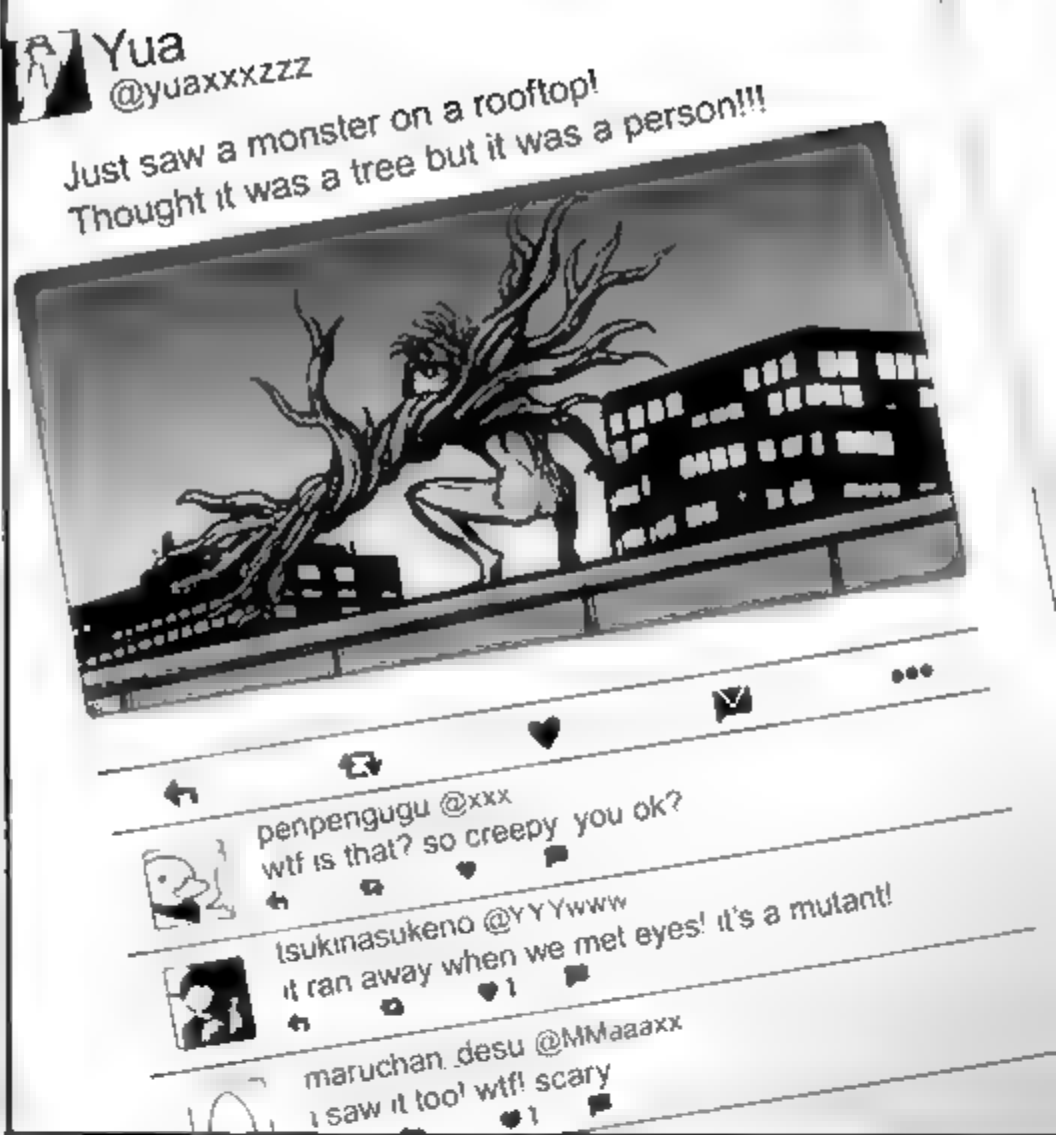 Yua
@yuaxxxzzz
Just saw a monster on a rooftop!
Thought it was a tree but it was a person!!!
penpengugu @xxx
wtf is that? so creepy you ok?
tsukinasukeno @YYYwww
it ran away when we met eyes! it's a mutant!
1
maruchan_desu @MMaaaxx
i saw it too! wtf! scary
1